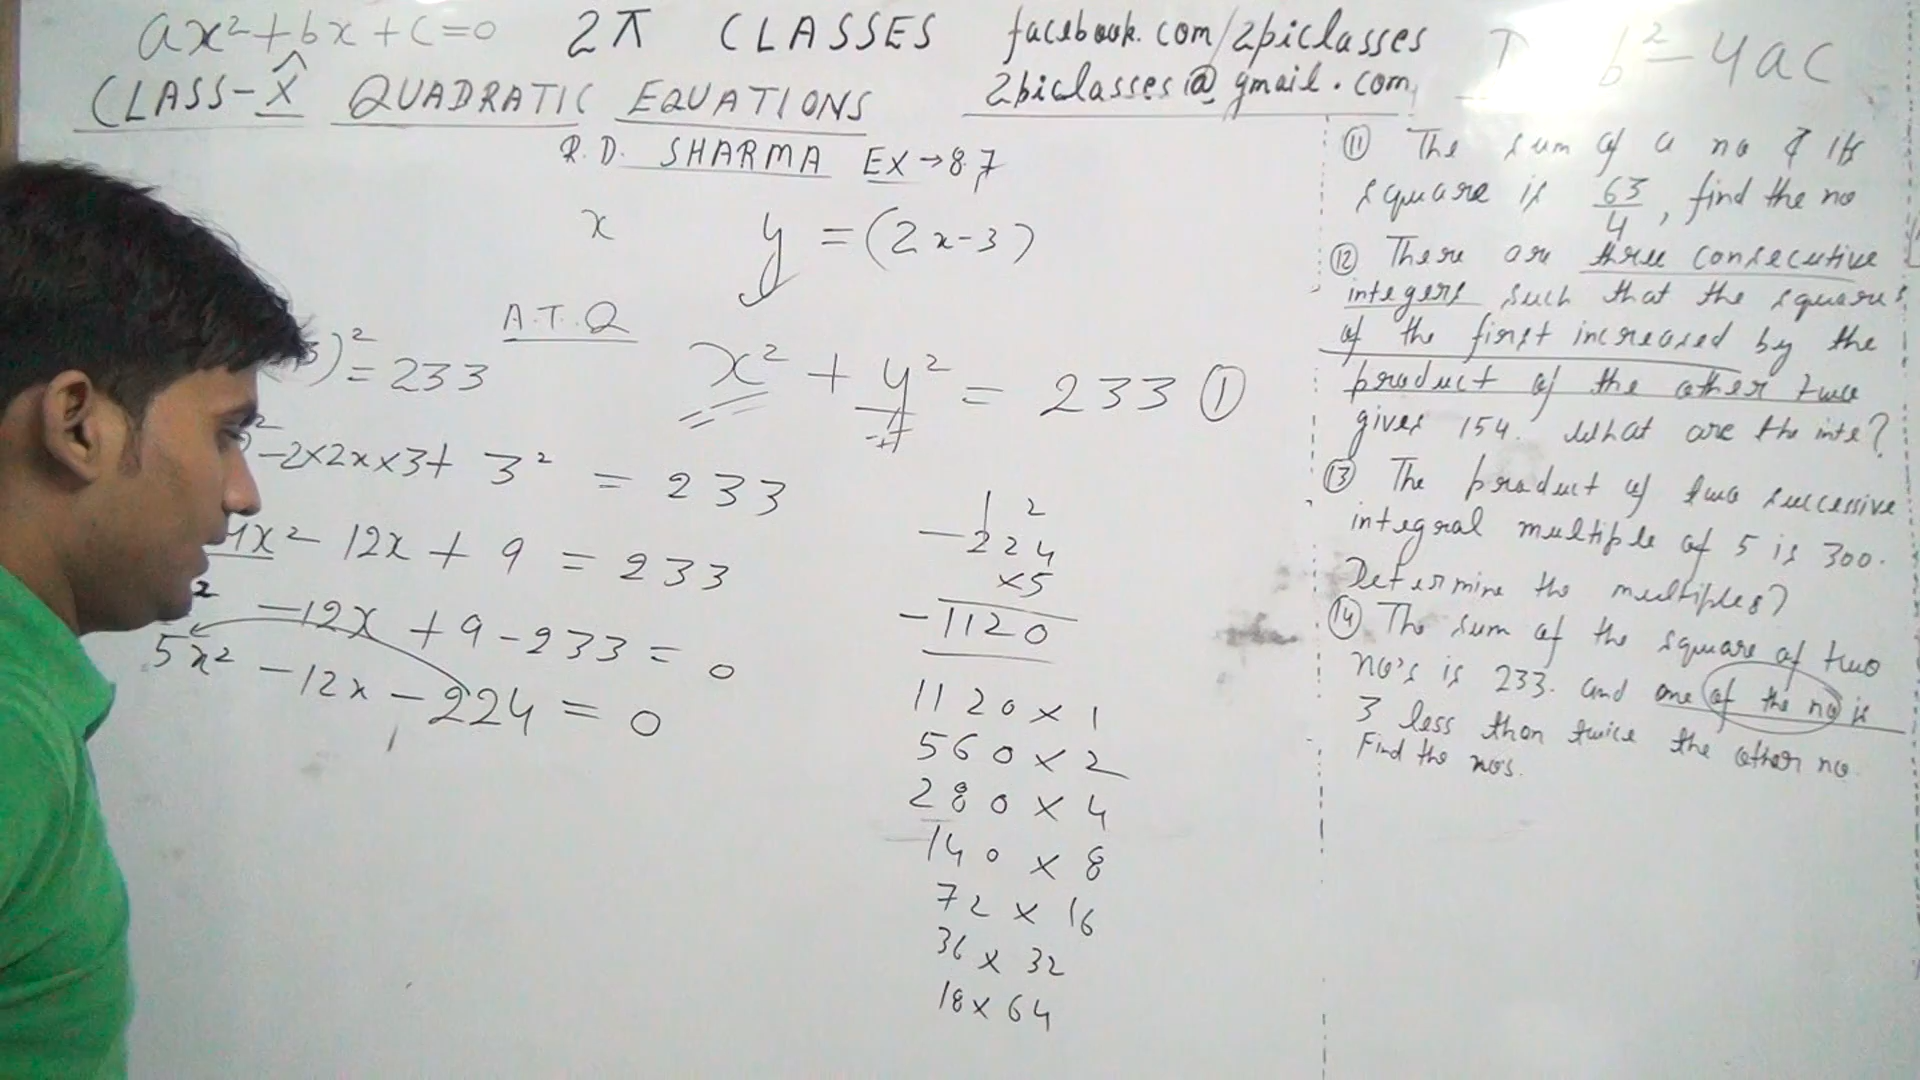 ax²+bx+c=0 2π CLASSES facebook.com/2piclasses D b²-4ac
CLASS-X QUADRATIC EQUATIONS 2biclasses@gmail.com
R.D. SHARMA EX→8.7
x y =(2x-3)
A.T.Q
)²=233
x² + y² = 233 ①
-2×2x×3+ 3² = 233
4x²- 12x + 9 = 233
² -12x +9-233=0
5x² -12x -224 = 0
1 2
-224
×5
-1120
1120×1
560×2
280×4
140×8
72×16
36×32
18×64
⑪ The sum of a no & its
square is 63/4, find the no
⑫ There are three consecutive
integers such that the square
of the first increased by the
product of the other two
gives 154. What are the inte?
⑬ The product of two successive
integral multiple of 5 is 300.
Determine the multiples?
⑭ The sum of the square of two
no's is 233. and one of the no is
3 less than twice the other no.
Find the nos.